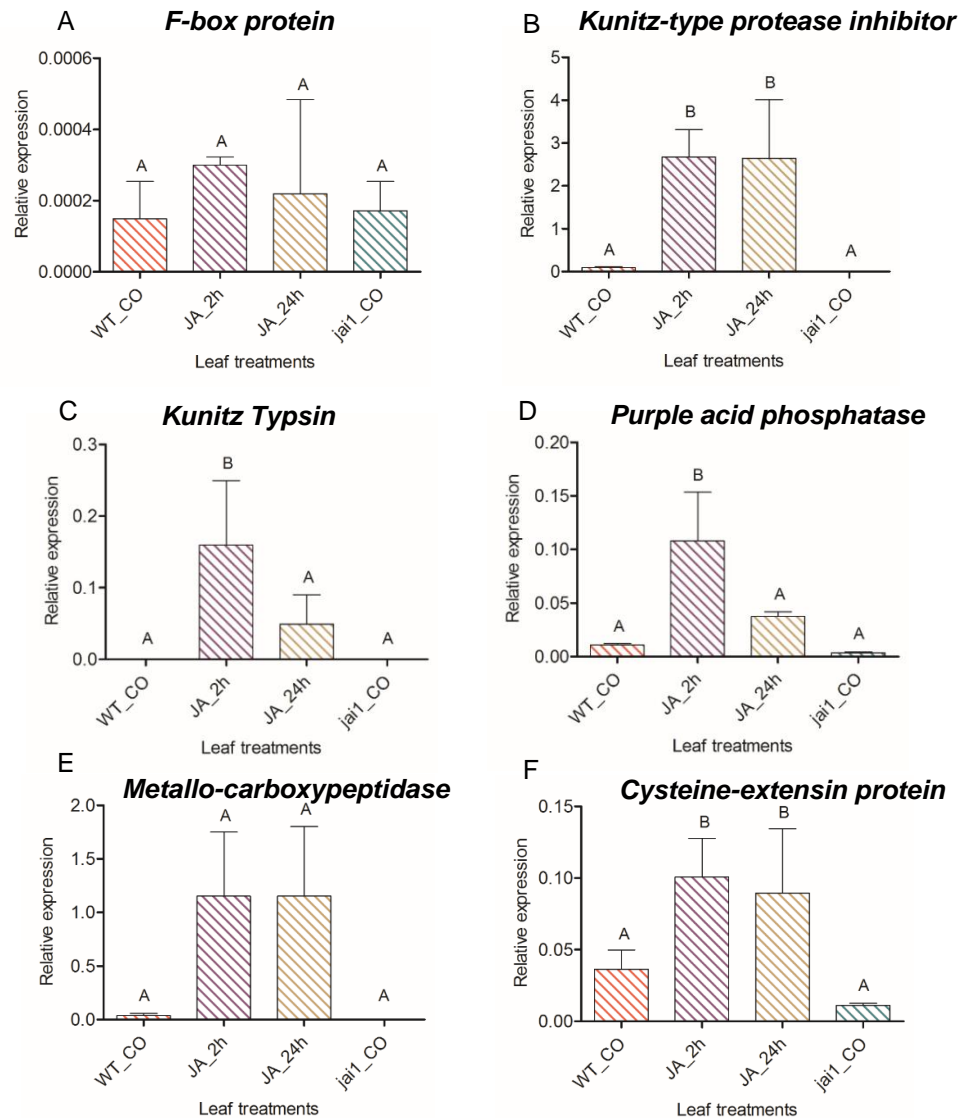 A F-box protein
Relative expression
0.0006
0.0004
0.0002
0.0000
A A A A
WT_CO JA_2h JA_24h jai1_CO
Leaf treatments
B Kunitz-type protease inhibitor
Relative expression
5
4
3
2
1
0
A B B A
WT_CO JA_2h JA_24h jai1_CO
Leaf treatments
C Kunitz Typsin
Relative expression
0.3
0.2
0.1
0.0
A B A A
WT_CO JA_2h JA_24h jai1_CO
Leaf treatments
D Purple acid phosphatase
Relative expression
0.20
0.15
0.10
0.05
0.00
A B A A
WT_CO JA_2h JA_24h jai1_CO
Leaf treatments
E Metallo-carboxypeptidase
Relative expression
2.0
1.5
1.0
0.5
0.0
A A A A
WT_CO JA_2h JA_24h jai1_CO
Leaf treatments
F Cysteine-extensin protein
Relative expression
0.15
0.10
0.05
0.00
A B B A
WT_CO JA_2h JA_24h jai1_CO
Leaf treatments